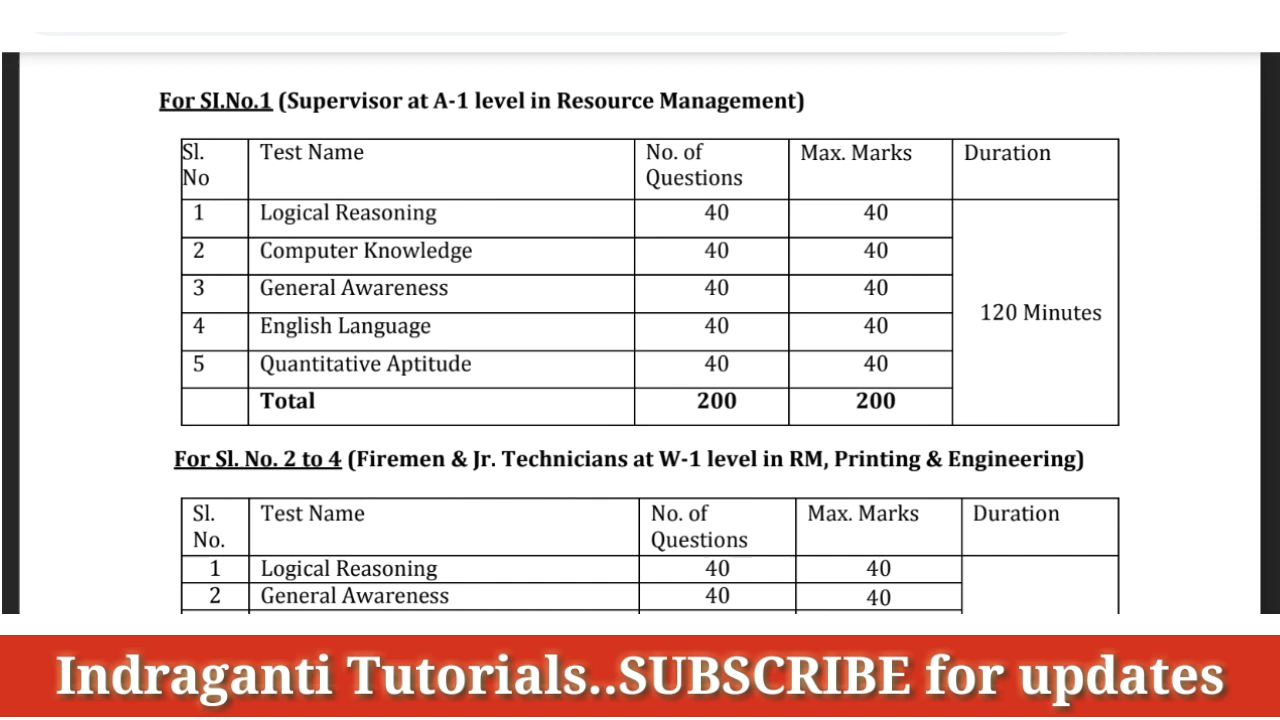 For SI.No.1 (Supervisor at A-1 level in Resource Management)
Sl. No Test Name No. of Questions Max. Marks Duration
1 Logical Reasoning 40 40 120 Minutes
2 Computer Knowledge 40 40
3 General Awareness 40 40
4 English Language 40 40
5 Quantitative Aptitude 40 40
Total 200 200
For Sl. No. 2 to 4 (Firemen & Jr. Technicians at W-1 level in RM, Printing & Engineering)
Sl. No. Test Name No. of Questions Max. Marks Duration
1 Logical Reasoning 40 40
2 General Awareness 40 40
Indraganti Tutorials..SUBSCRIBE for updates